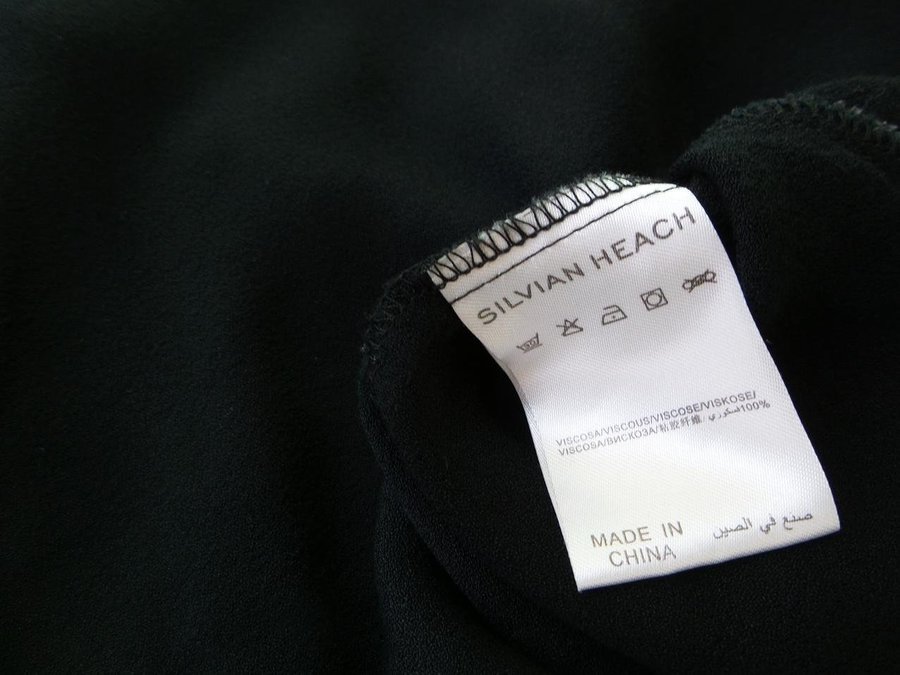 SILVIAN HEACH
30
VISCOSA/VISCOUS/VISCOSE/VISKOSE/
VISCOSA/ВИСКОЗА/粘胶纤维/فسكوزي100%
MADE IN صنع في الصين
CHINA